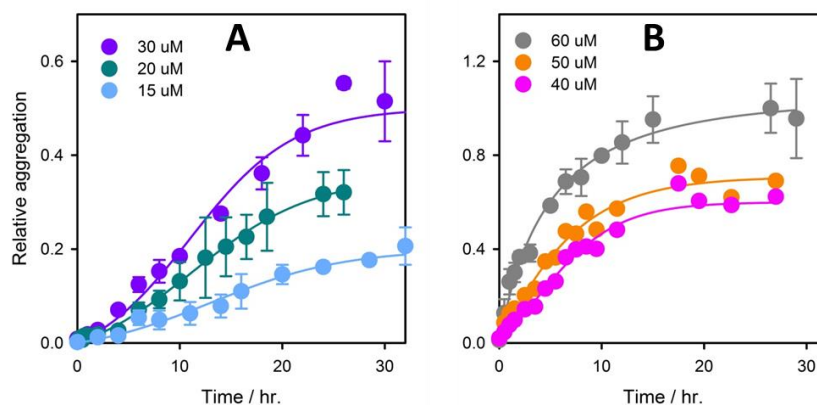 A
30 uM
20 uM
15 uM
Relative aggregation
0.6
0.4
0.2
0.0
0
10
20
30
Time / hr.
B
60 uM
50 uM
40 uM
1.2
0.8
0.4
0.0
0
10
20
30
Time / hr.